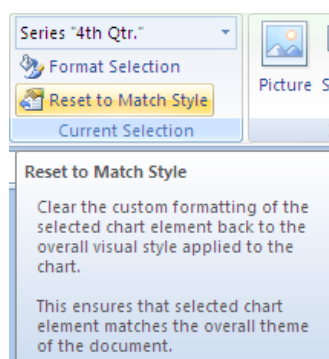 Series "4th Qtr."
Format Selection
Reset to Match Style
Current Selection
Picture S
Reset to Match Style
Clear the custom formatting of the
selected chart element back to the
overall visual style applied to the
chart.
This ensures that selected chart
element matches the overall theme
of the document.